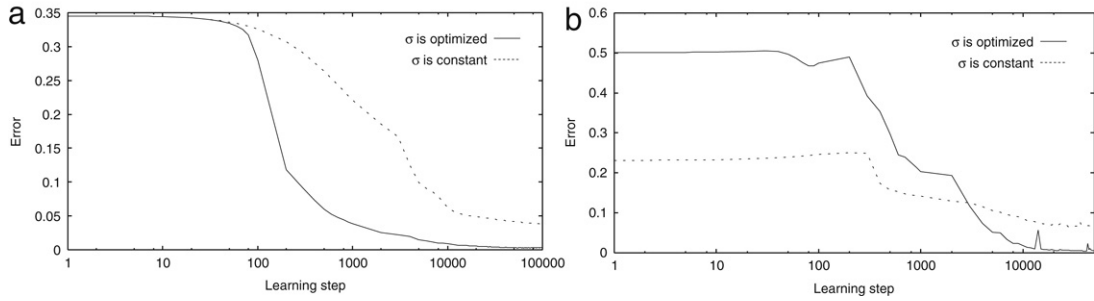 a
σ is optimized
σ is constant
Error
0.35
0.3
0.25
0.2
0.15
0.1
0.05
0
1
10
100
1000
10000
100000
Learning step
b
σ is optimized
σ is constant
Error
0.6
0.5
0.4
0.3
0.2
0.1
0
1
10
100
1000
10000
Learning step